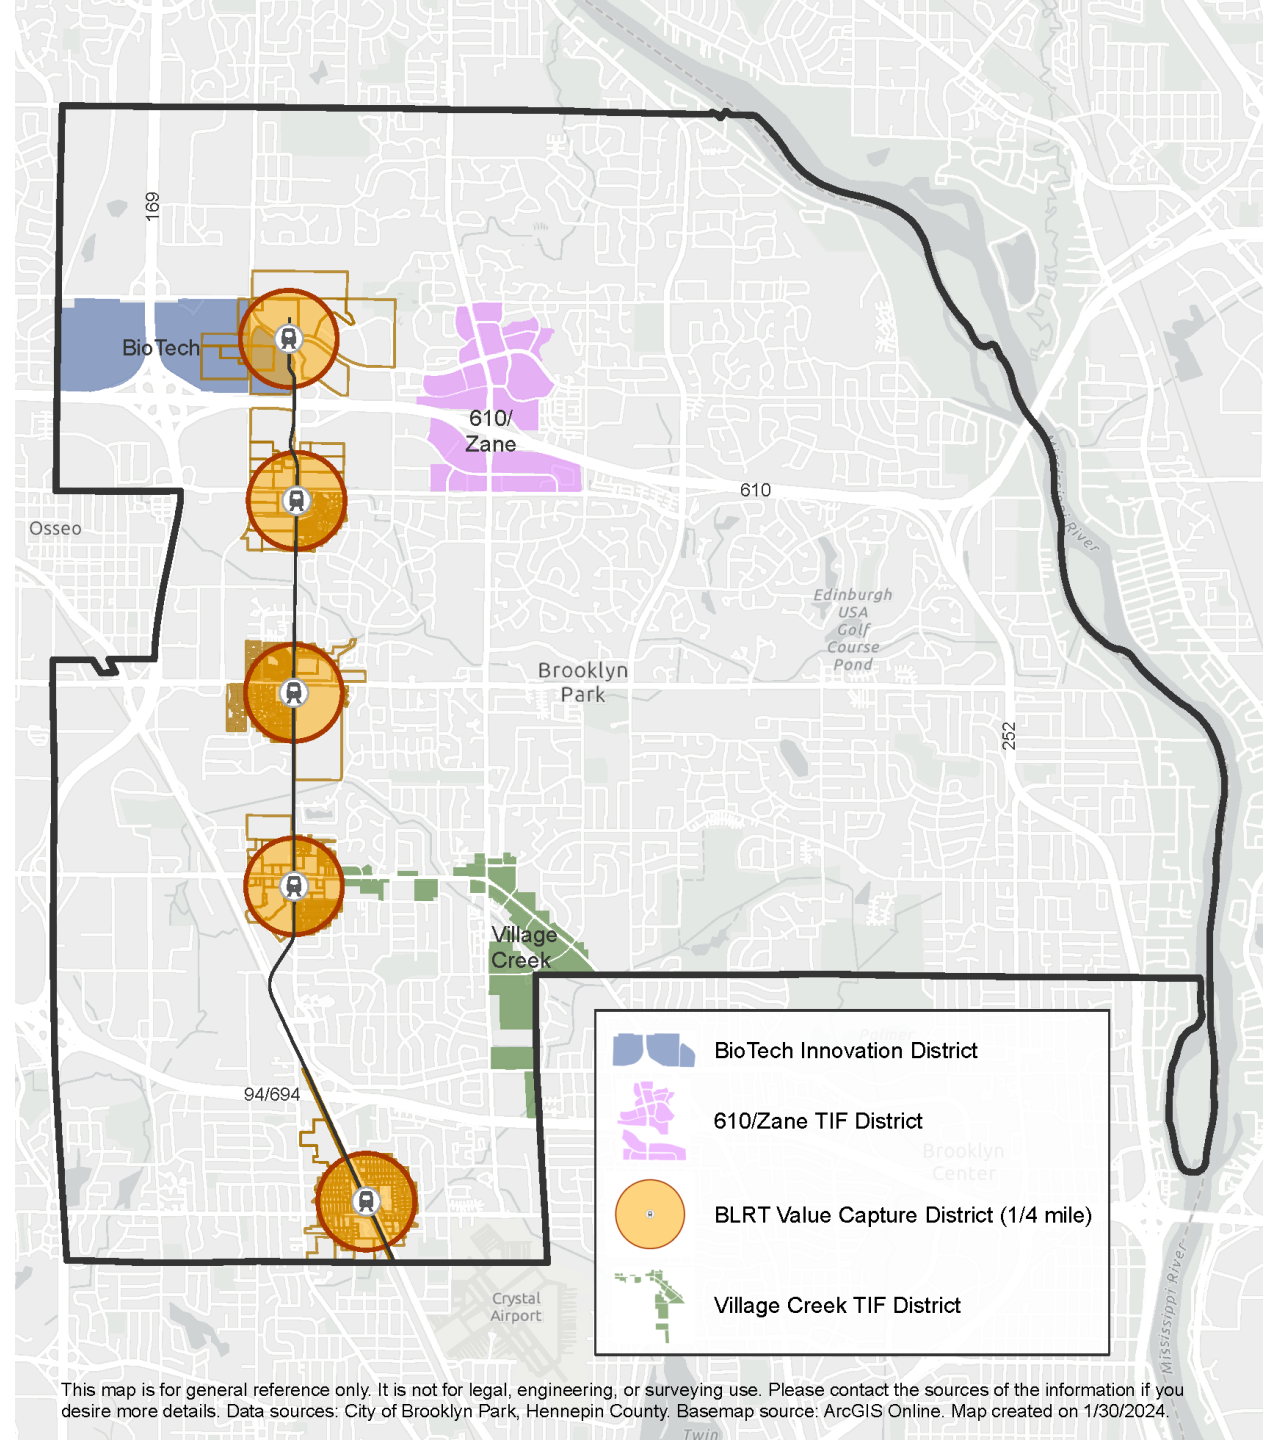 169
BioTech
610/
Zane
610
Osseo
Mississippi River
Edinburgh
USA
Golf
Course
Pond
Brooklyn
Park
252
Village
Creek
94/694
Palmer
BioTech Innovation District
610/Zane TIF District
Brooklyn
Center
BLRT Value Capture District (1/4 mile)
Village Creek TIF District
Crystal
Airport
Mississippi River
This map is for general reference only. It is not for legal, engineering, or surveying use. Please contact the sources of the information if you
desire more details. Data sources: City of Brooklyn Park, Hennepin County. Basemap source: ArcGIS Online. Map created on 1/30/2024.
Twin